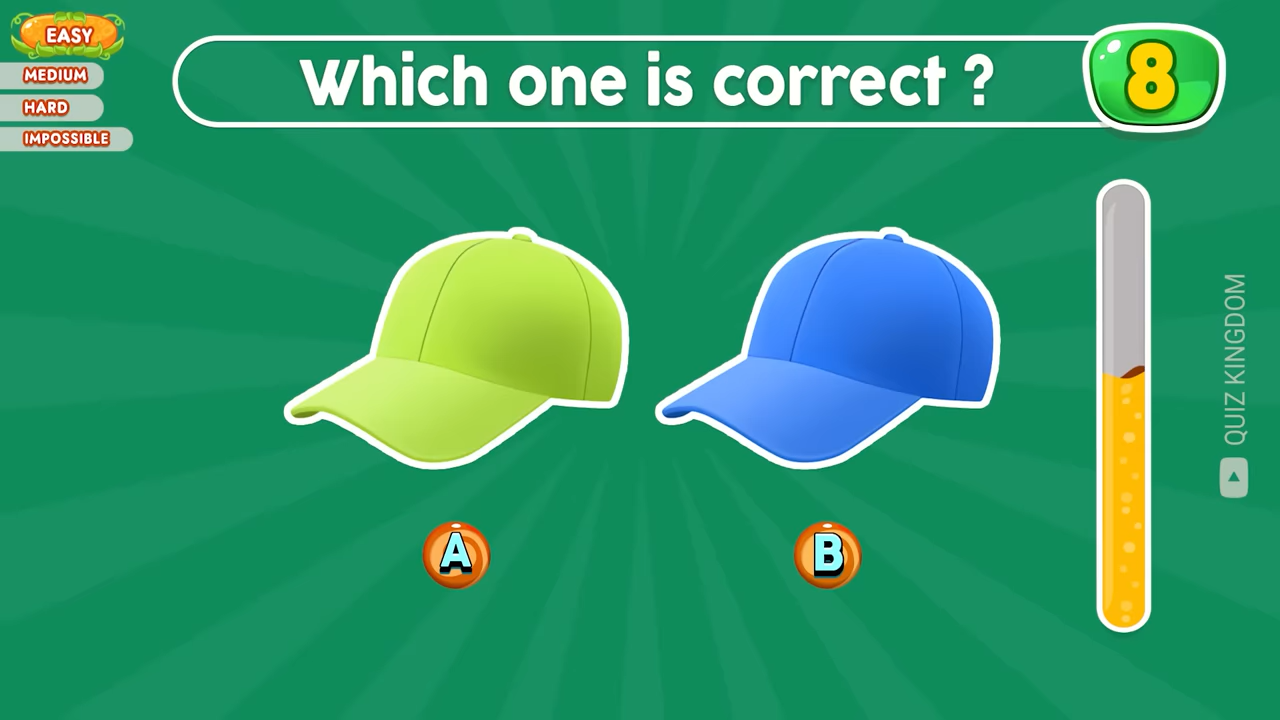 EASY
MEDIUM
HARD
IMPOSSIBLE
Which one is correct ?
8
A
B
QUIZ KINGDOM